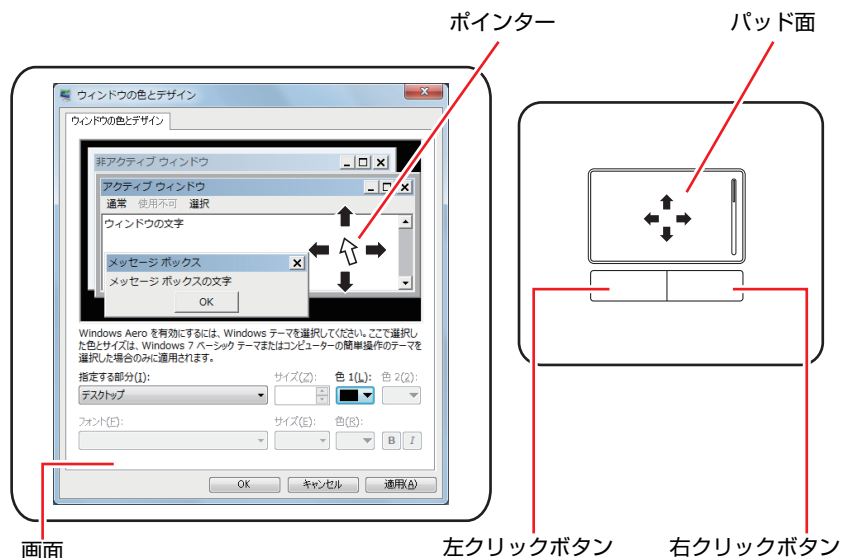 ポインター
パッド面
ウィンドウの色とデザイン
ウィンドウの色とデザイン
非アクティブ ウィンドウ
アクティブ ウィンドウ
通常 使用不可 選択
ウィンドウの文字
メッセージ ボックス
メッセージ ボックスの文字
OK
Windows Aero を有効にするには、Windows テーマを選択してください。ここで選択し
た色とサイズは、Windows 7 ベーシック テーマまたはコンピューターの簡単操作のテーマを
選択した場合のみに適用されます。
指定する部分(I): サイズ(Z): 色 1(L): 色 2(2):
デスクトップ
フォント(F): サイズ(E): 色(R):
B I
OK キャンセル 適用(A)
画面
左クリックボタン
右クリックボタン